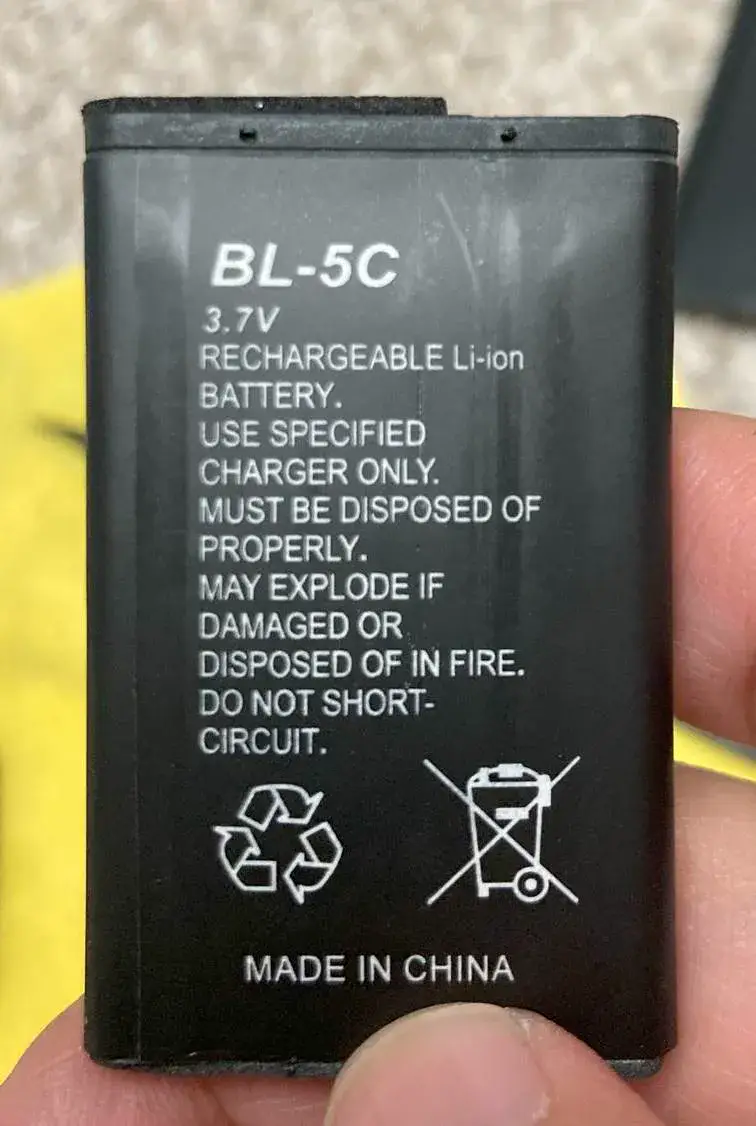 BL-5C
3.7V
RECHARGEABLE Li-ion
BATTERY.
USE SPECIFIED
CHARGER ONLY.
MUST BE DISPOSED OF
PROPERLY.
MAY EXPLODE IF
DAMAGED OR
DISPOSED OF IN FIRE.
DO NOT SHORT-
CIRCUIT.
MADE IN CHINA